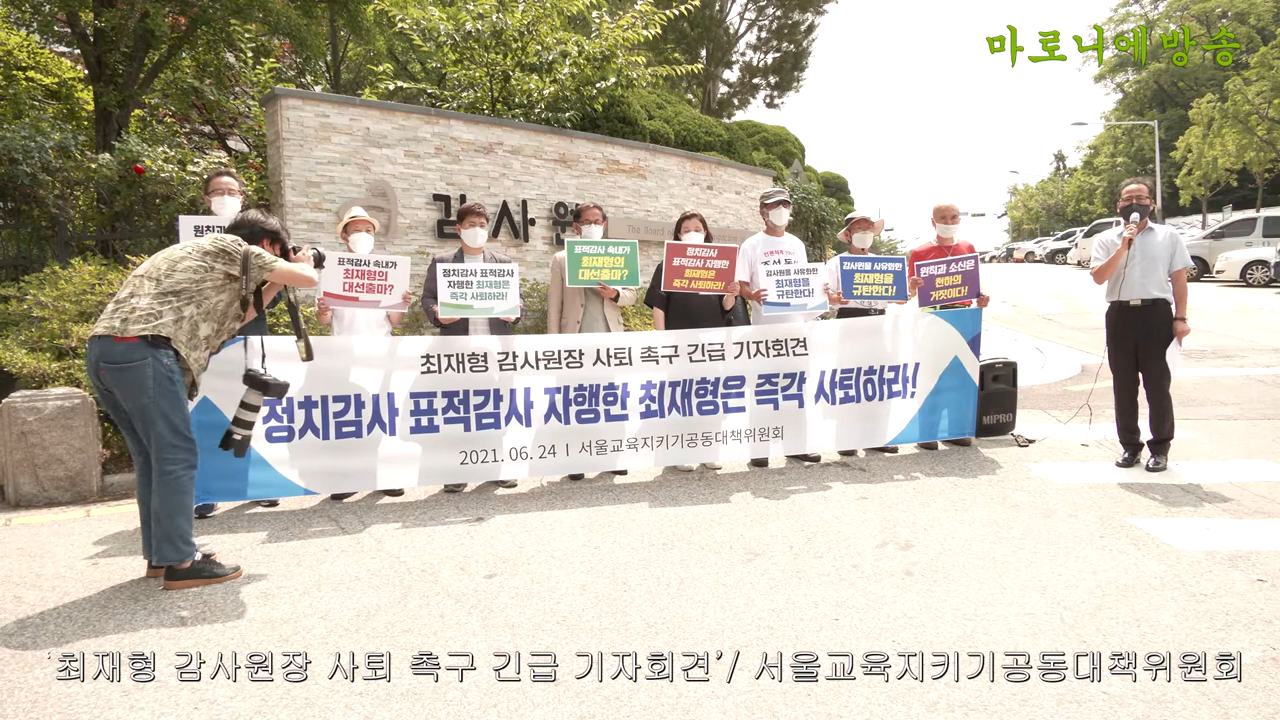 마로니에방송
감사원
The Board of
원칙과
표적감사 속내가
최재형의
대선출마?
정치감사 표적감사
자행한 최재형은
즉각 사퇴하라!
표적감사 속내가
최재형의
대선출마?
정치감사
표적감사 자행한
최재형은
즉각 사퇴하라!
감사원을 사유화한
최재형을
규탄한다!
감사원을 사유화한
최재형을
규탄한다!
원칙과 소신은
천하의
거짓이다!
최재형 감사원장 사퇴 촉구 긴급 기자회견
정치감사 표적감사 자행한 최재형은 즉각 사퇴하라!
2021. 06. 24 | 서울교육지키기공동대책위원회
MIPRO
'최재형 감사원장 사퇴 촉구 긴급 기자회견'/ 서울교육지키기공동대책위원회